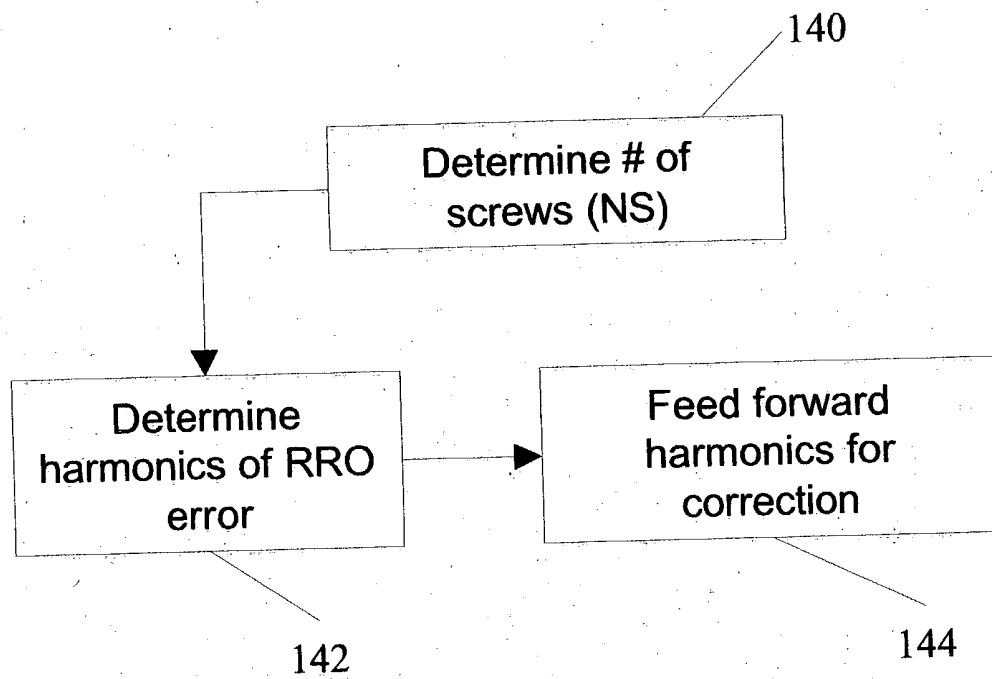 140
Determine # of
screws (NS)
Determine
harmonics of RRO
error
Feed forward
harmonics for
correction
142
144